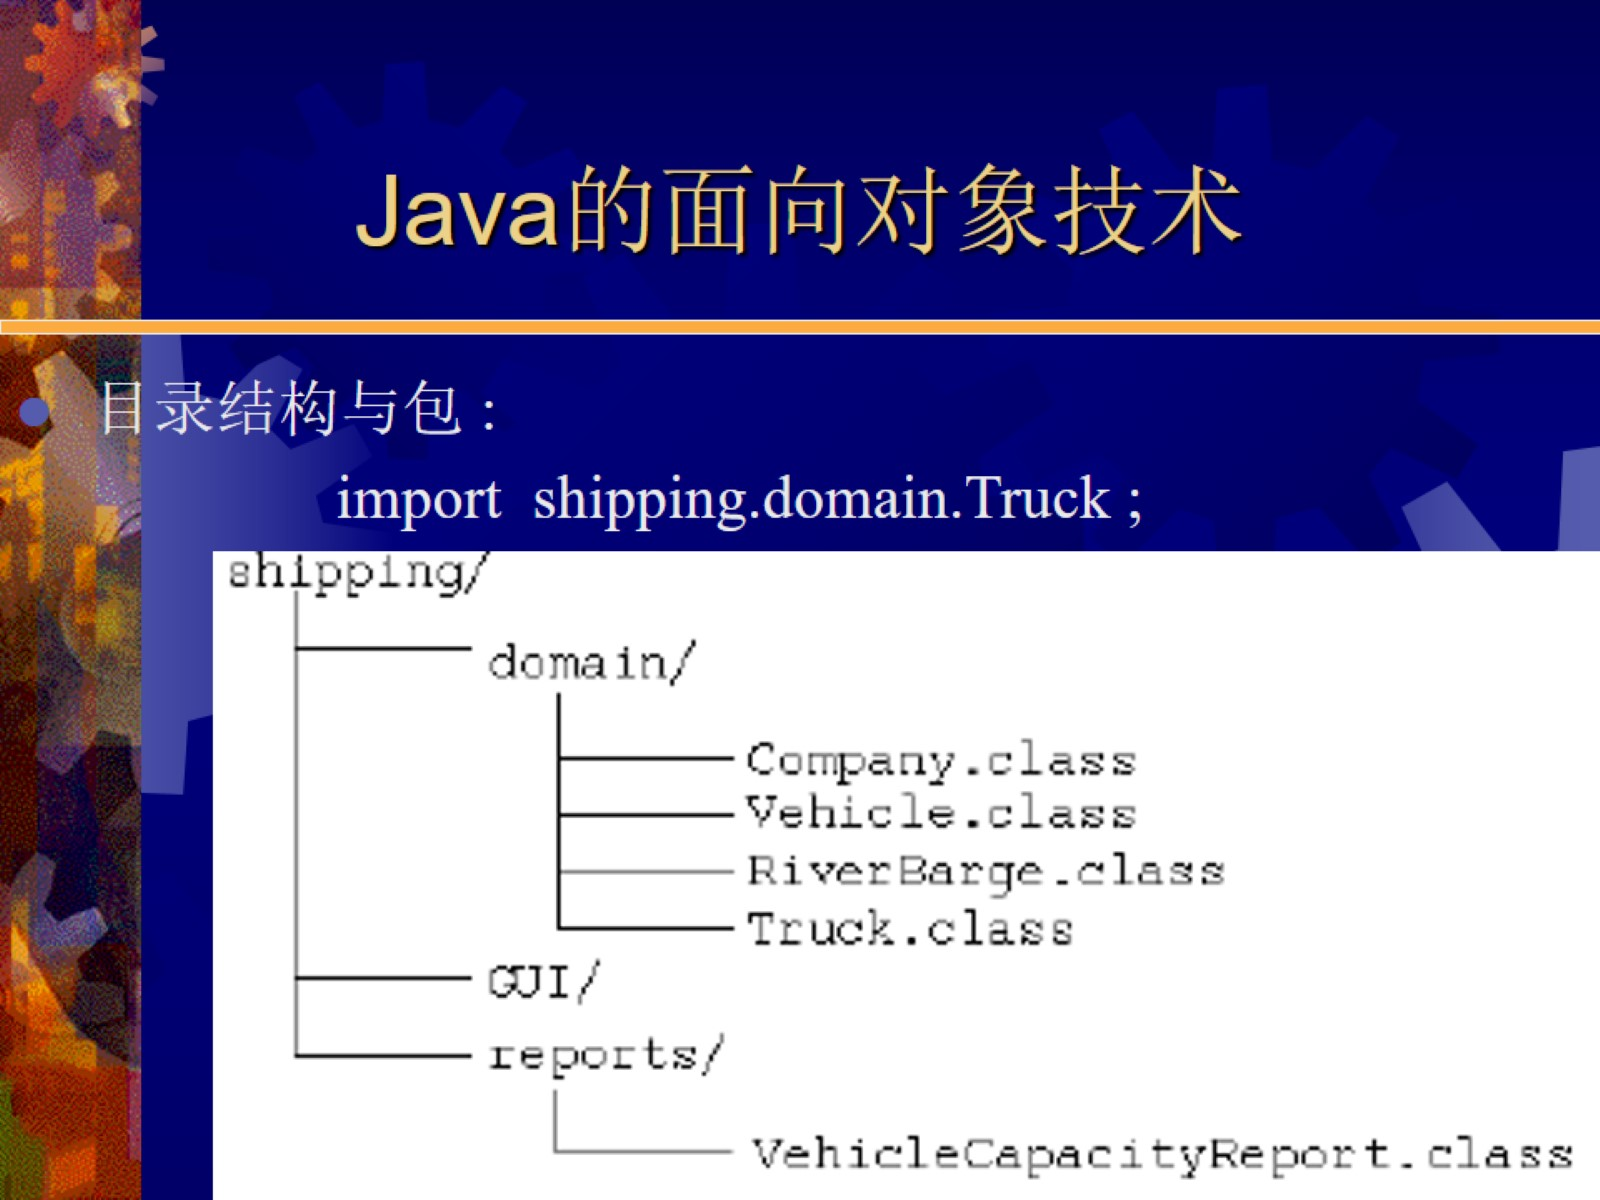 Java的面向对象技术
目录结构与包：
import shipping.domain.Truck ;
shipping/
domain/
Company.class
Vehicle.class
RiverBarge.class
Truck.class
GUI/
reports/
VehicleCapacityReport.class